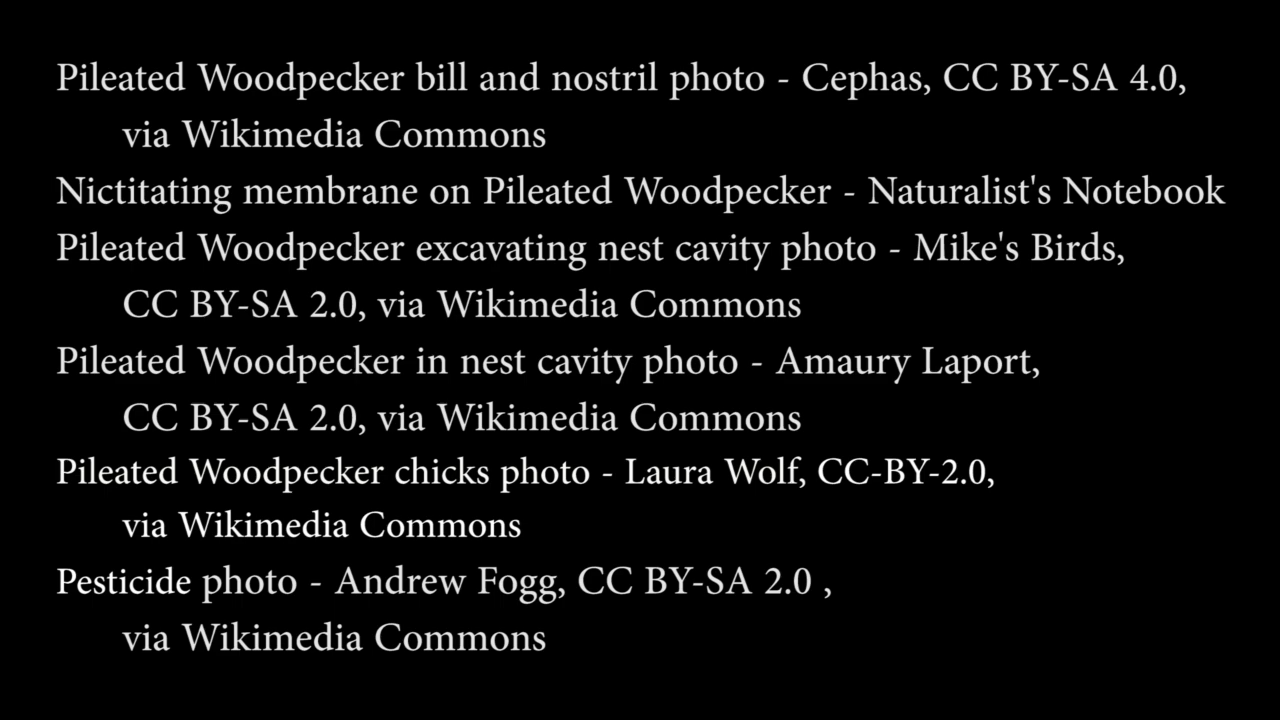 Pileated Woodpecker bill and nostril photo - Cephas, CC BY-SA 4.0,
via Wikimedia Commons
Nictitating membrane on Pileated Woodpecker - Naturalist's Notebook
Pileated Woodpecker excavating nest cavity photo - Mike's Birds,
CC BY-SA 2.0, via Wikimedia Commons
Pileated Woodpecker in nest cavity photo - Amaury Laport,
CC BY-SA 2.0, via Wikimedia Commons
Pileated Woodpecker chicks photo - Laura Wolf, CC-BY-2.0,
via Wikimedia Commons
Pesticide photo - Andrew Fogg, CC BY-SA 2.0 ,
via Wikimedia Commons